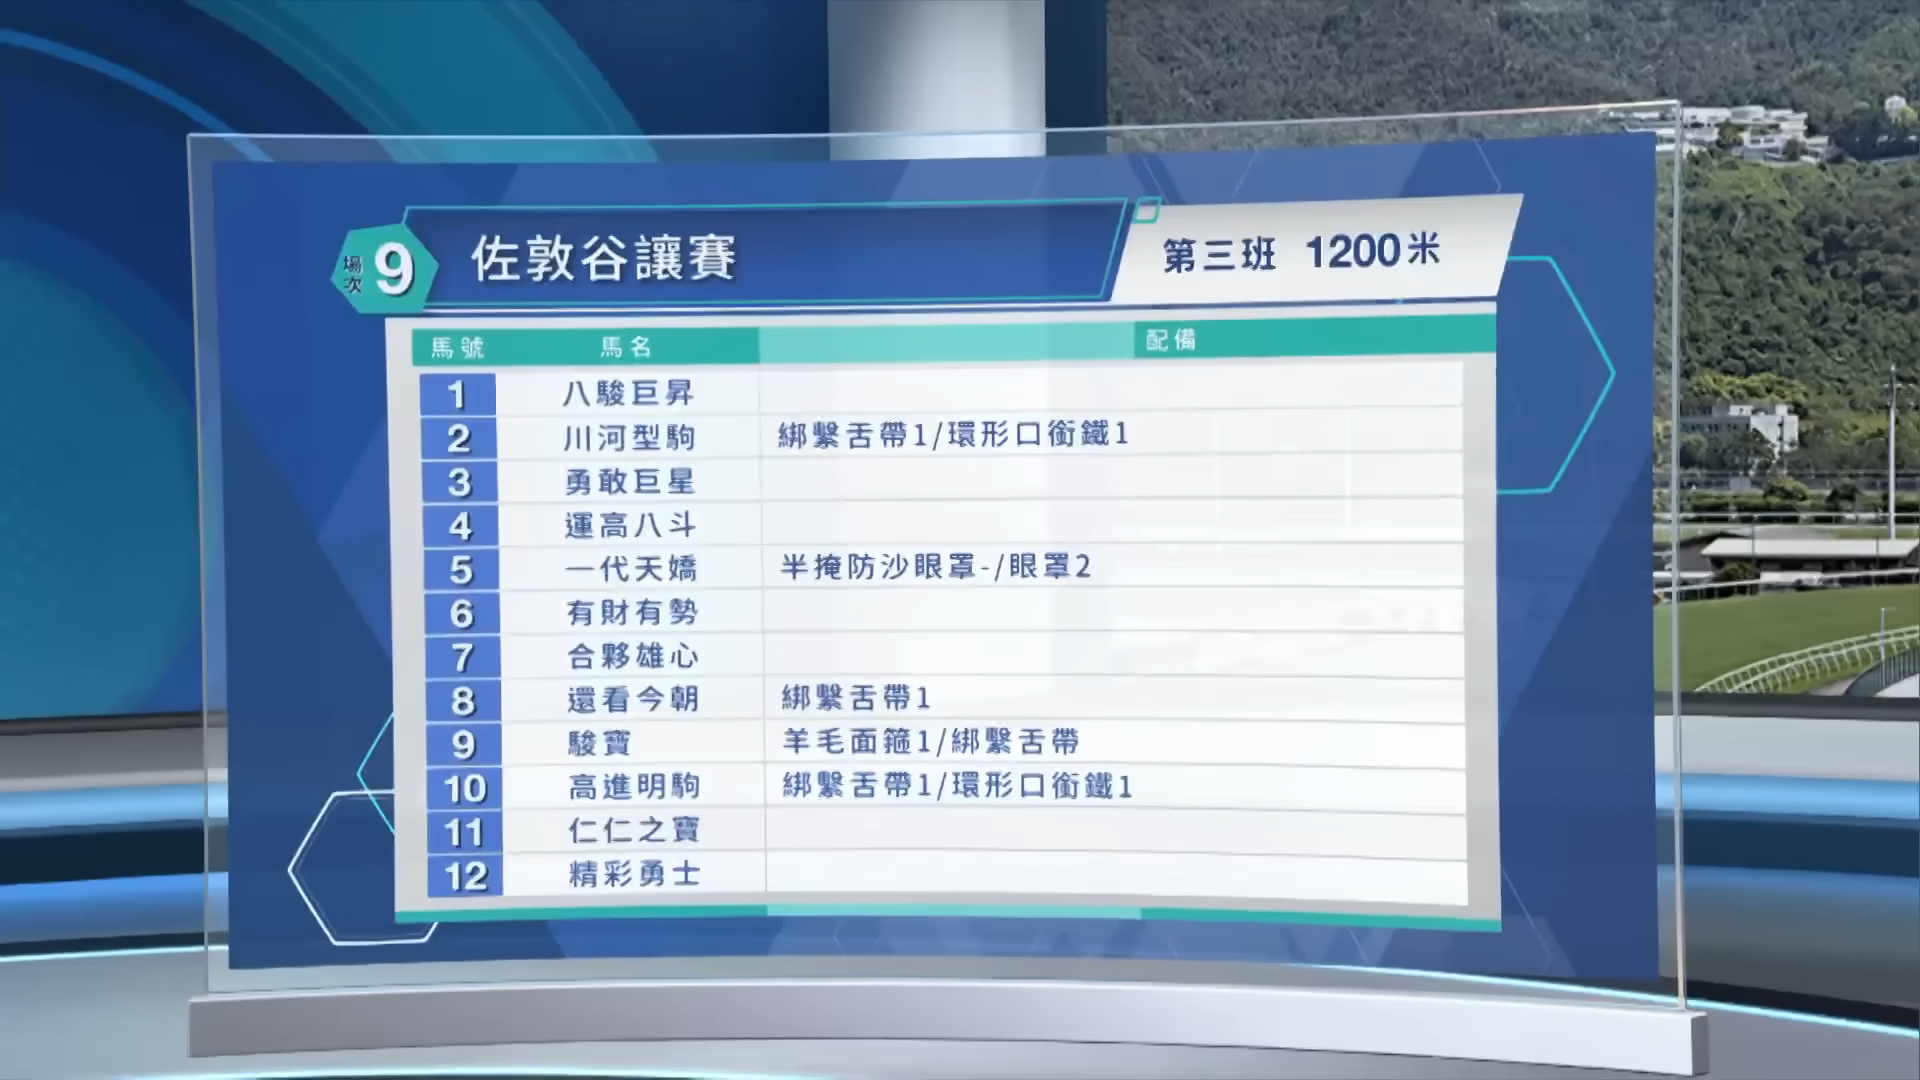 場次 9 佐敦谷讓賽 第三班 1200米
馬號 馬名 配備
1 八駿巨昇
2 川河型駒 綁繫舌帶1/環形口銜鐵1
3 勇敢巨星
4 運高八斗
5 一代天嬌 半掩防沙眼罩-/眼罩2
6 有財有勢
7 合夥雄心
8 還看今朝 綁繫舌帶1
9 駿寶 羊毛面箍1/綁繫舌帶
10 高進明駒 綁繫舌帶1/環形口銜鐵1
11 仁仁之寶
12 精彩勇士